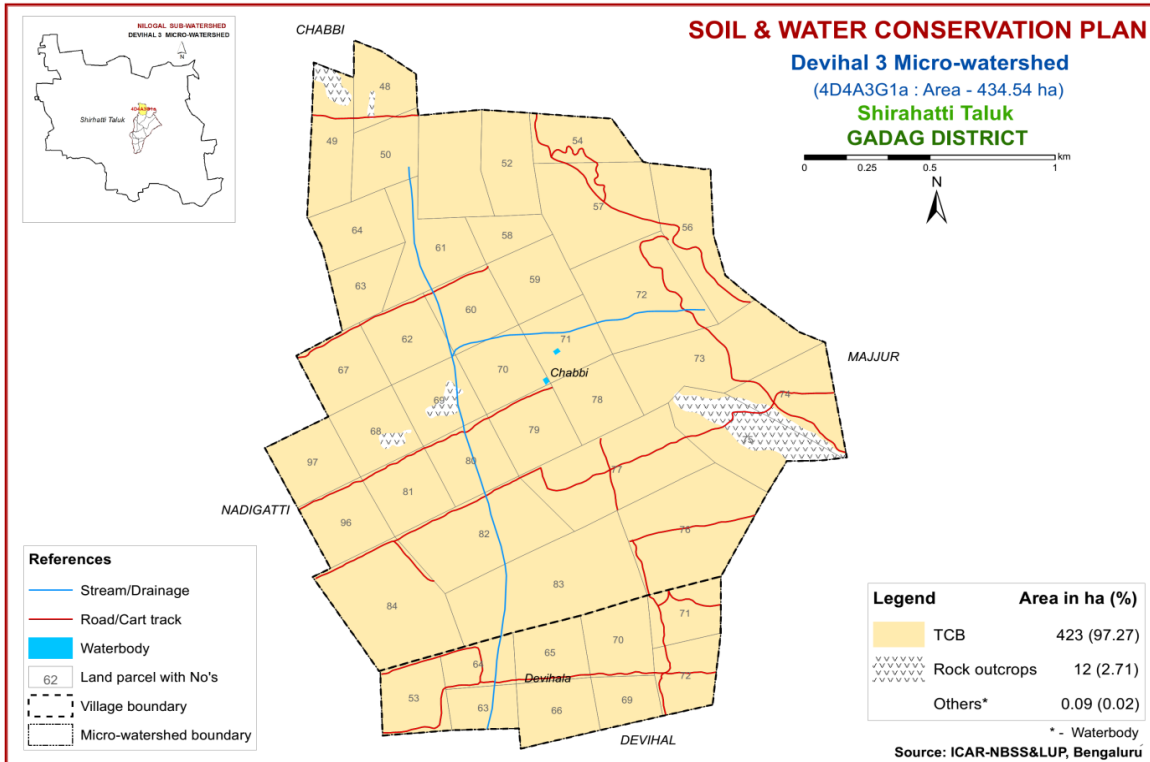 NILOGAL SUB-WATERSHED
DEVIHAL 3 MICRO-WATERSHED
N
4D4A3G1a
Shirhatti Taluk
SOIL & WATER CONSERVATION PLAN
Devihal 3 Micro-watershed
(4D4A3G1a : Area - 434.54 ha)
Shirahatti Taluk
GADAG DISTRICT
0 0.25 0.5 1 km
N
CHABBI
48
54
49
50
52
57
56
64
61
58
63
59
72
60
62
71
67
70
Chabbi
73
MAJJUR
69
78
74
68
79
75
97
80
77
81
NADIGATTI
96
82
76
83
84
71
70
65
64
Devihala
72
53
63
66
69
DEVIHAL
References
Stream/Drainage
Road/Cart track
Waterbody
62 Land parcel with No's
Village boundary
Micro-watershed boundary
Legend Area in ha (%)
TCB 423 (97.27)
Rock outcrops 12 (2.71)
Others* 0.09 (0.02)
* - Waterbody
Source: ICAR-NBSS&LUP, Bengaluru